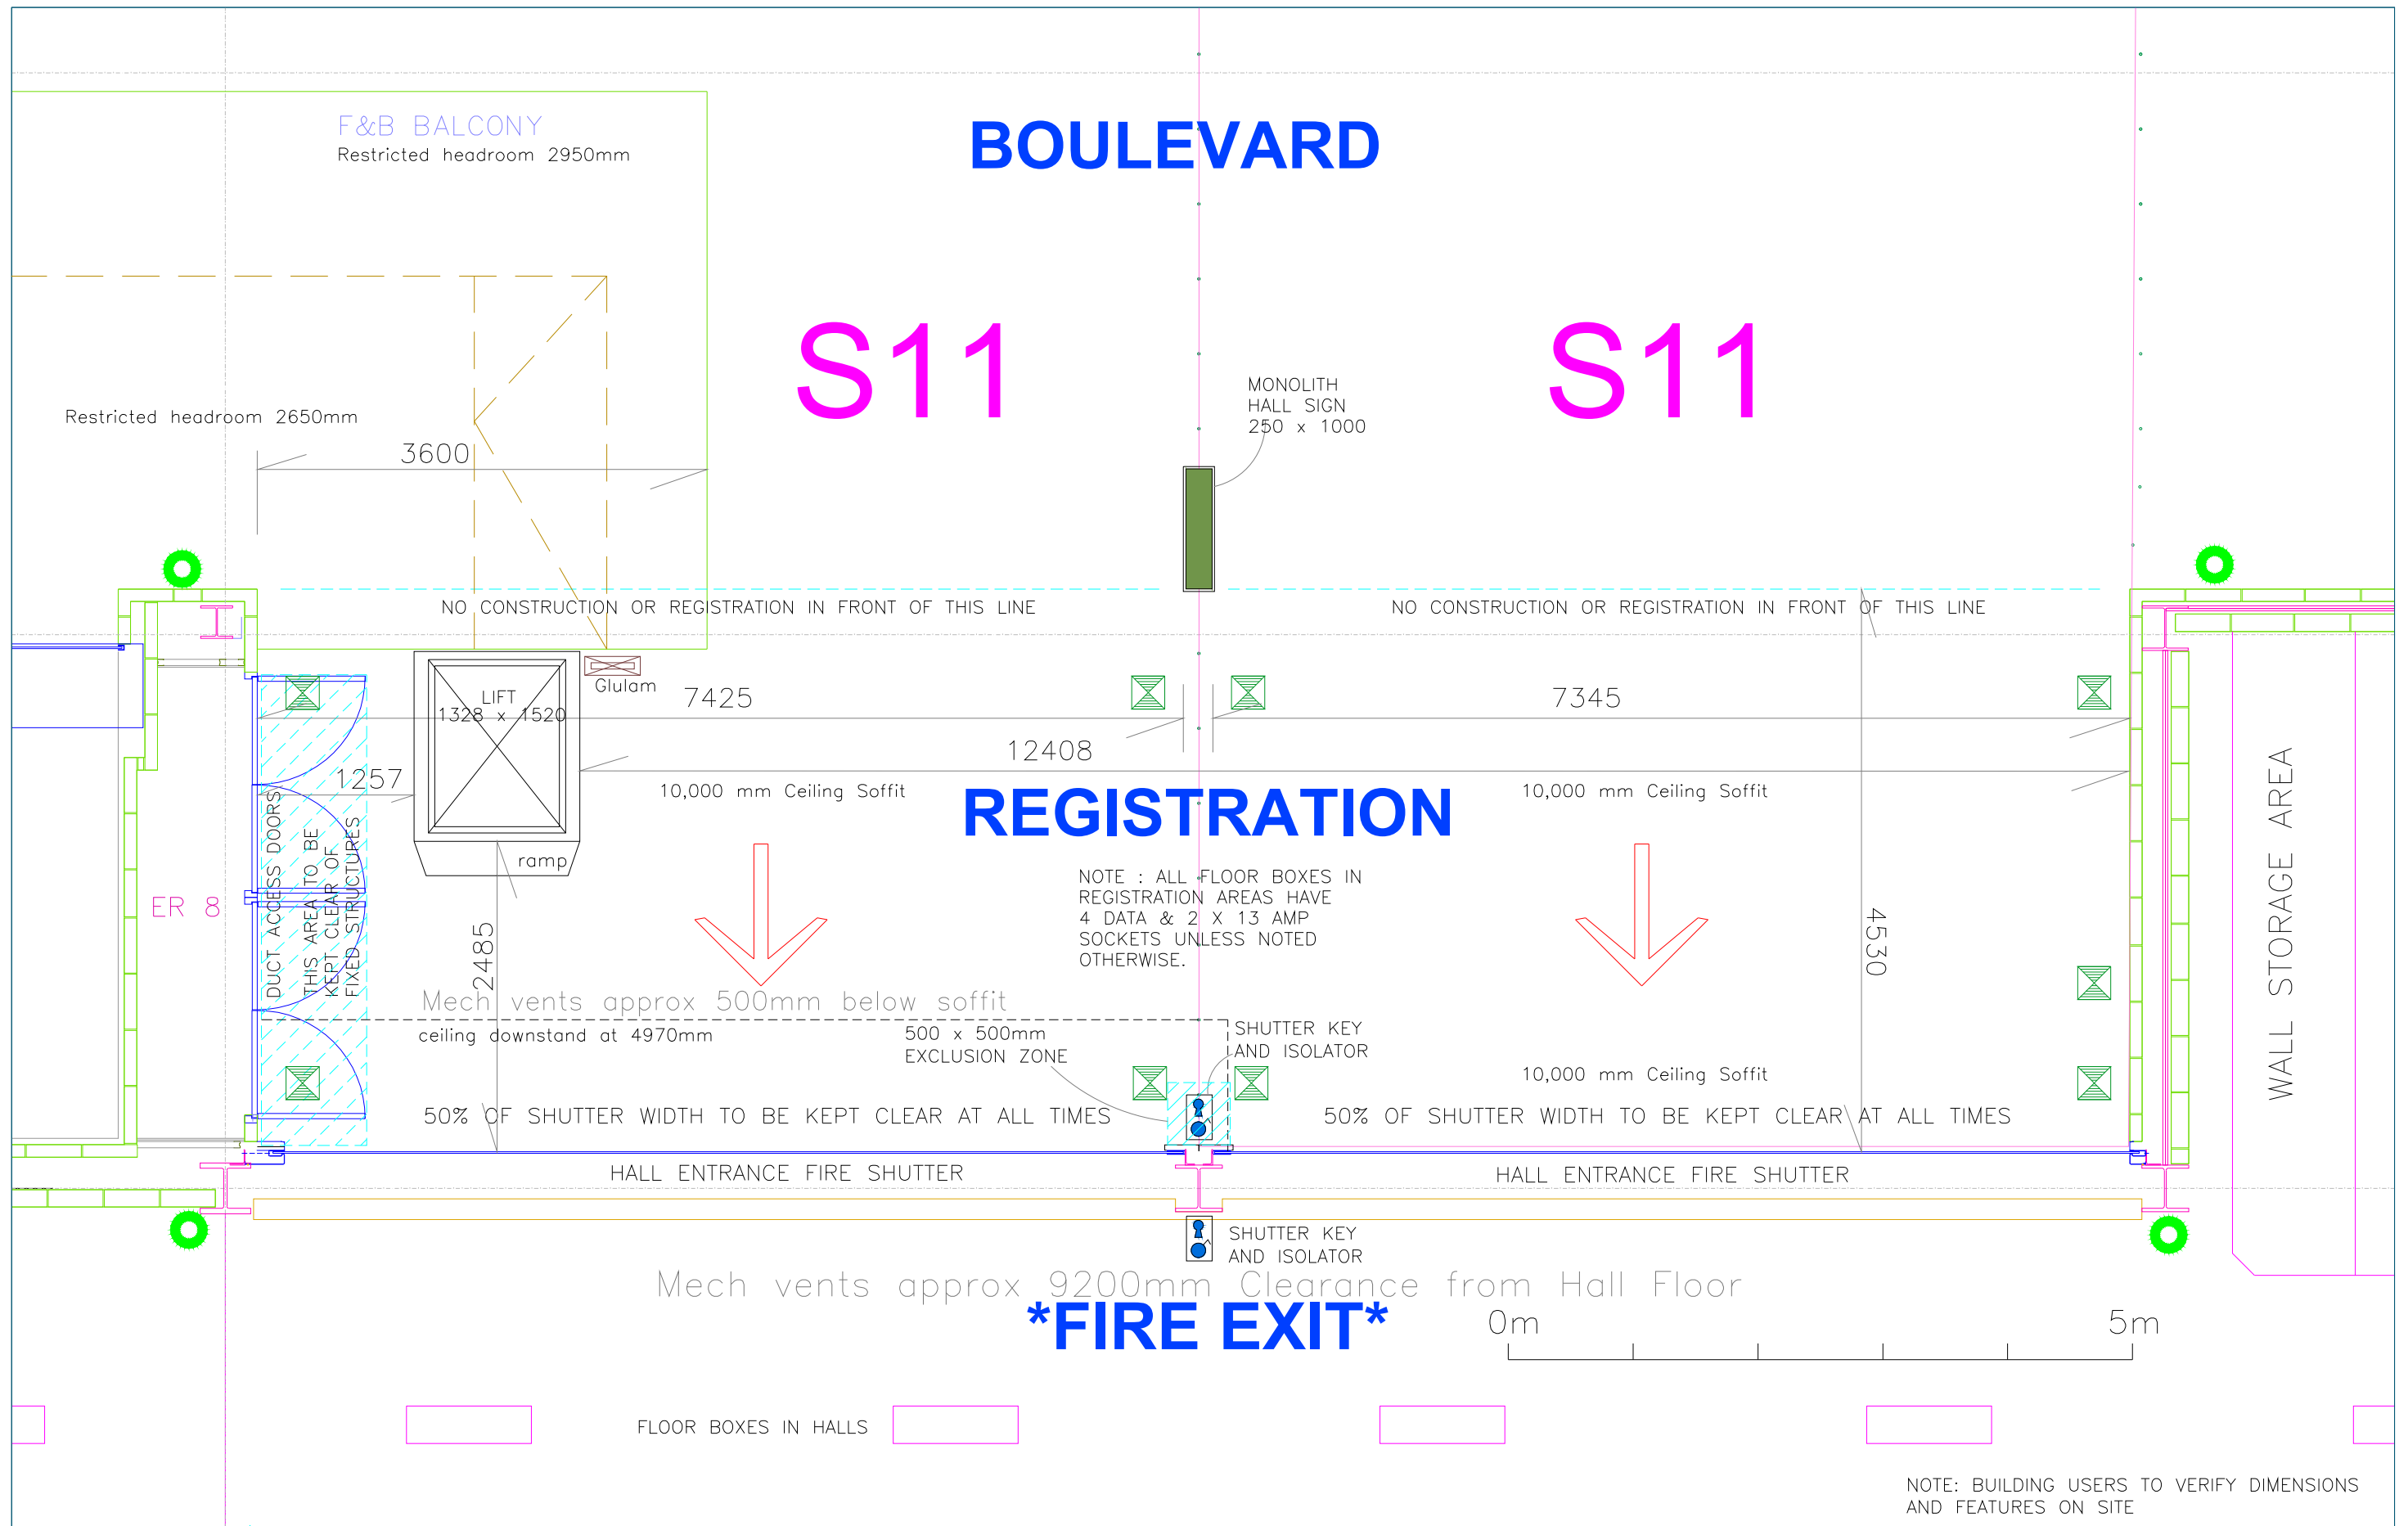 F&B BALCONY
Restricted headroom 2950mm
BOULEVARD
S11
S11
MONOLITH
HALL SIGN
250 x 1000
Restricted headroom 2650mm
3600
NO CONSTRUCTION OR REGISTRATION IN FRONT OF THIS LINE
NO CONSTRUCTION OR REGISTRATION IN FRONT OF THIS LINE
LIFT
1328 x 1520
Glulam
7425
7345
12408
1257
10,000 mm Ceiling Soffit
10,000 mm Ceiling Soffit
REGISTRATION
ramp
NOTE : ALL FLOOR BOXES IN
REGISTRATION AREAS HAVE
4 DATA & 2 X 13 AMP
SOCKETS UNLESS NOTED
OTHERWISE.
ER 8
DUCT ACCESS DOORS
THIS AREA TO BE
KEPT CLEAR OF
FIXED STRUCTURES
2485
4530
WALL STORAGE AREA
Mech vents approx 500mm below soffit
ceiling downstand at 4970mm
500 x 500mm
EXCLUSION ZONE
SHUTTER KEY
AND ISOLATOR
10,000 mm Ceiling Soffit
50% OF SHUTTER WIDTH TO BE KEPT CLEAR AT ALL TIMES
50% OF SHUTTER WIDTH TO BE KEPT CLEAR AT ALL TIMES
HALL ENTRANCE FIRE SHUTTER
HALL ENTRANCE FIRE SHUTTER
SHUTTER KEY
AND ISOLATOR
Mech vents approx 9200mm Clearance from Hall Floor
*FIRE EXIT*
0m
5m
FLOOR BOXES IN HALLS
NOTE: BUILDING USERS TO VERIFY DIMENSIONS
AND FEATURES ON SITE